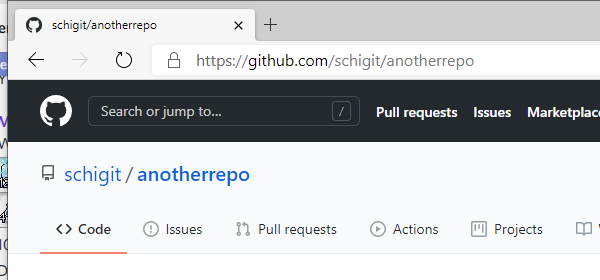 schigit/anotherrepo
https://github.com/schigit/anotherrepo
Search or jump to... /
Pull requests Issues Marketplace
schigit / anotherrepo
Code Issues Pull requests Actions Projects